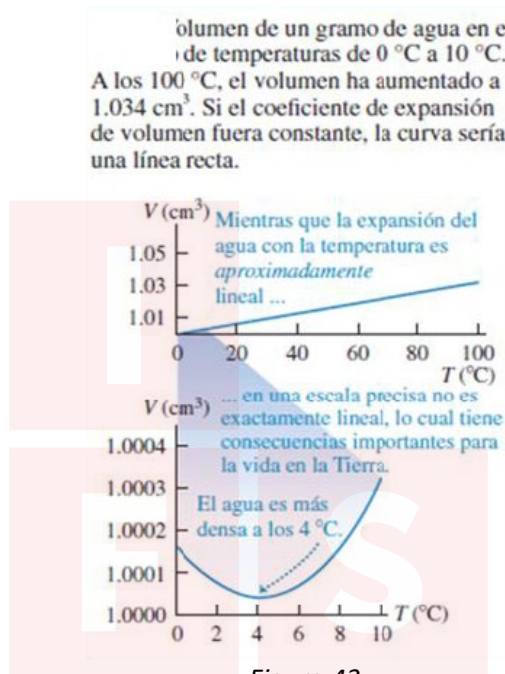 olumen de un gramo de agua en e
de temperaturas de 0 °C a 10 °C.
A los 100 °C, el volumen ha aumentado a
1.034 cm³. Si el coeficiente de expansión
de volumen fuera constante, la curva sería
una línea recta.
V (cm³)
Mientras que la expansión del
agua con la temperatura es
aproximadamente
lineal ...
1.05
1.03
1.01
0 20 40 60 80 100
T (°C)
V (cm³)
... en una escala precisa no es
exactamente lineal, lo cual tiene
consecuencias importantes para
la vida en la Tierra.
1.0004
1.0003
1.0002
1.0001
1.0000
El agua es más
densa a los 4 °C.
T (°C)
0 2 4 6 8 10